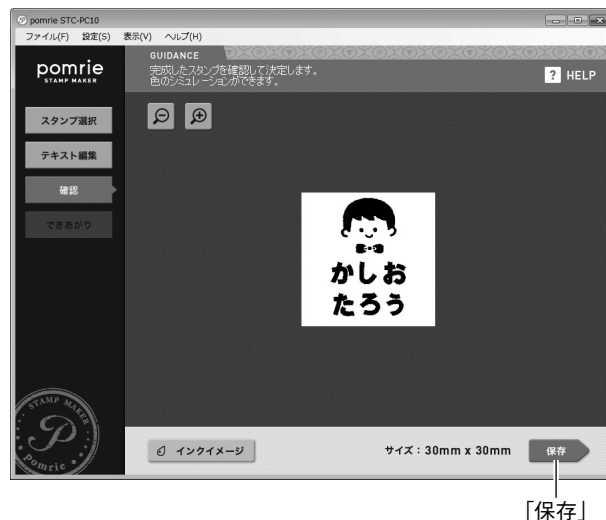 pomrie STC-PC10
ファイル(F) 設定(S) 表示(V) ヘルプ(H)
pomrie
STAMP MAKER
GUIDANCE
完成したスタンプを確認して決定します。
色のシミュレーションができます。
? HELP
スタンプ選択
テキスト編集
確認
できあがり
かしお
たろう
STAMP MAKER
P
Pomrie
インクイメージ
サイズ：30mm x 30mm
保存
「保存」